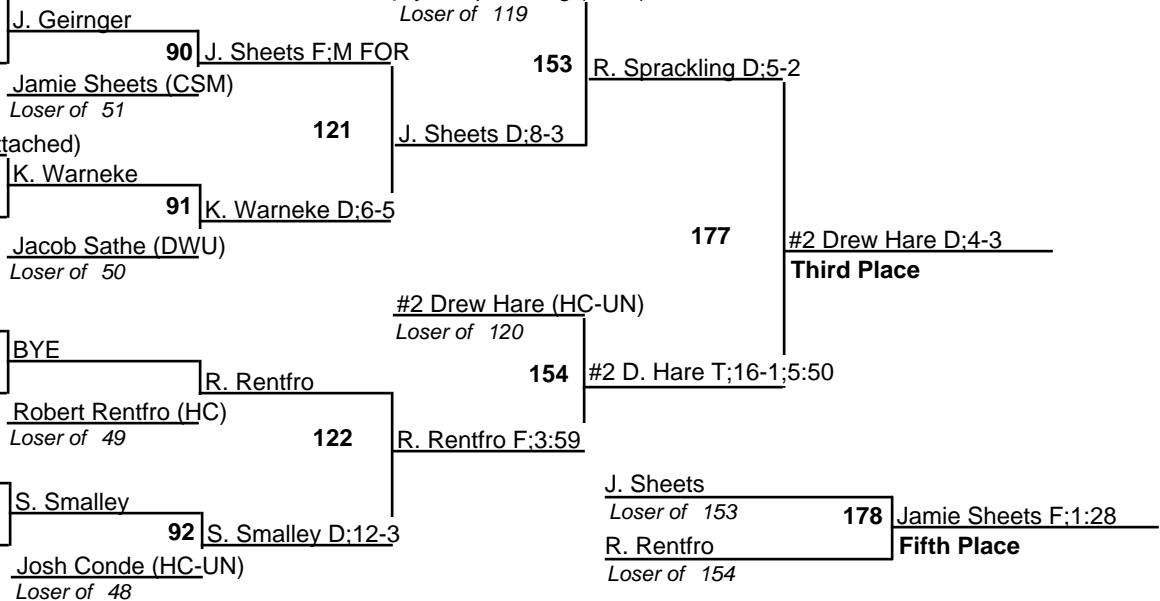 J. Geirnger
90
J. Sheets F;M FOR
Jamie Sheets (CSM)
Loser of 51
121
tached)
K. Warneke
91
K. Warneke D;6-5
Jacob Sathe (DWU)
Loser of 50
Loser of 119
153
R. Sprackling D;5-2
J. Sheets D;8-3
177
#2 Drew Hare D;4-3
Third Place
#2 Drew Hare (HC-UN)
Loser of 120
154
#2 D. Hare T;16-1;5:50
BYE
R. Rentfro
Robert Rentfro (HC)
Loser of 49
122
R. Rentfro F;3:59
S. Smalley
92
S. Smalley D;12-3
Josh Conde (HC-UN)
Loser of 48
J. Sheets
Loser of 153
178
Jamie Sheets F;1:28
Fifth Place
R. Rentfro
Loser of 154